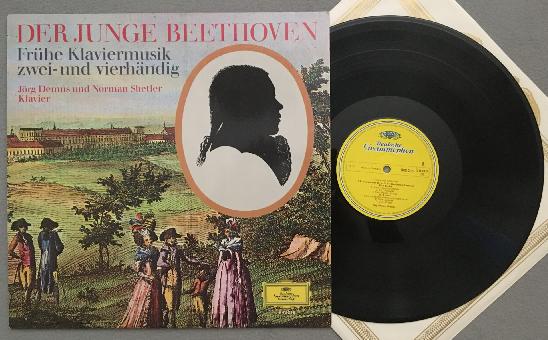 DER JUNGE BEETHOVEN
Frühe Klaviermusik
zwei- und vierhändig
Jörg Demus und Norman Shetler
Klavier
Deutsche
Grammophon